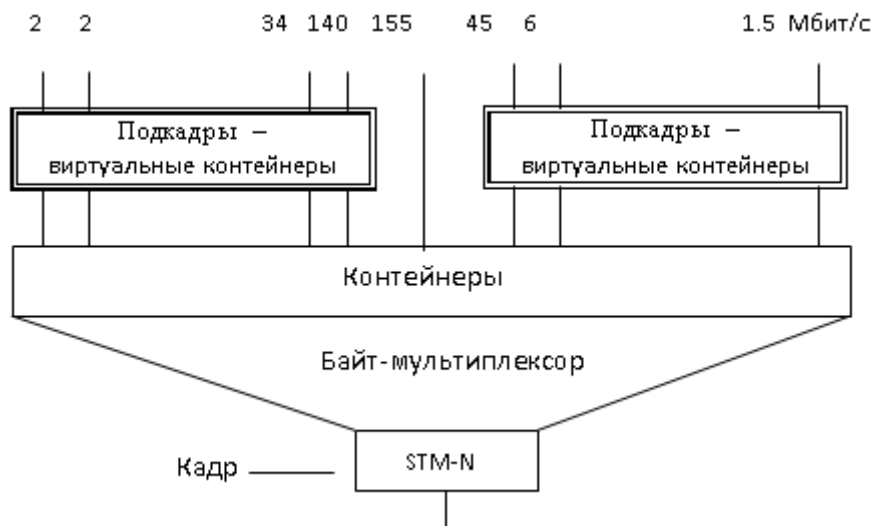 2 2 34 140 155 45 6 1.5 Мбит/с
Подкадры –
виртуальные контейнеры
Подкадры –
виртуальные контейнеры
Контейнеры
Байт-мультиплексор
Кадр
STM-N